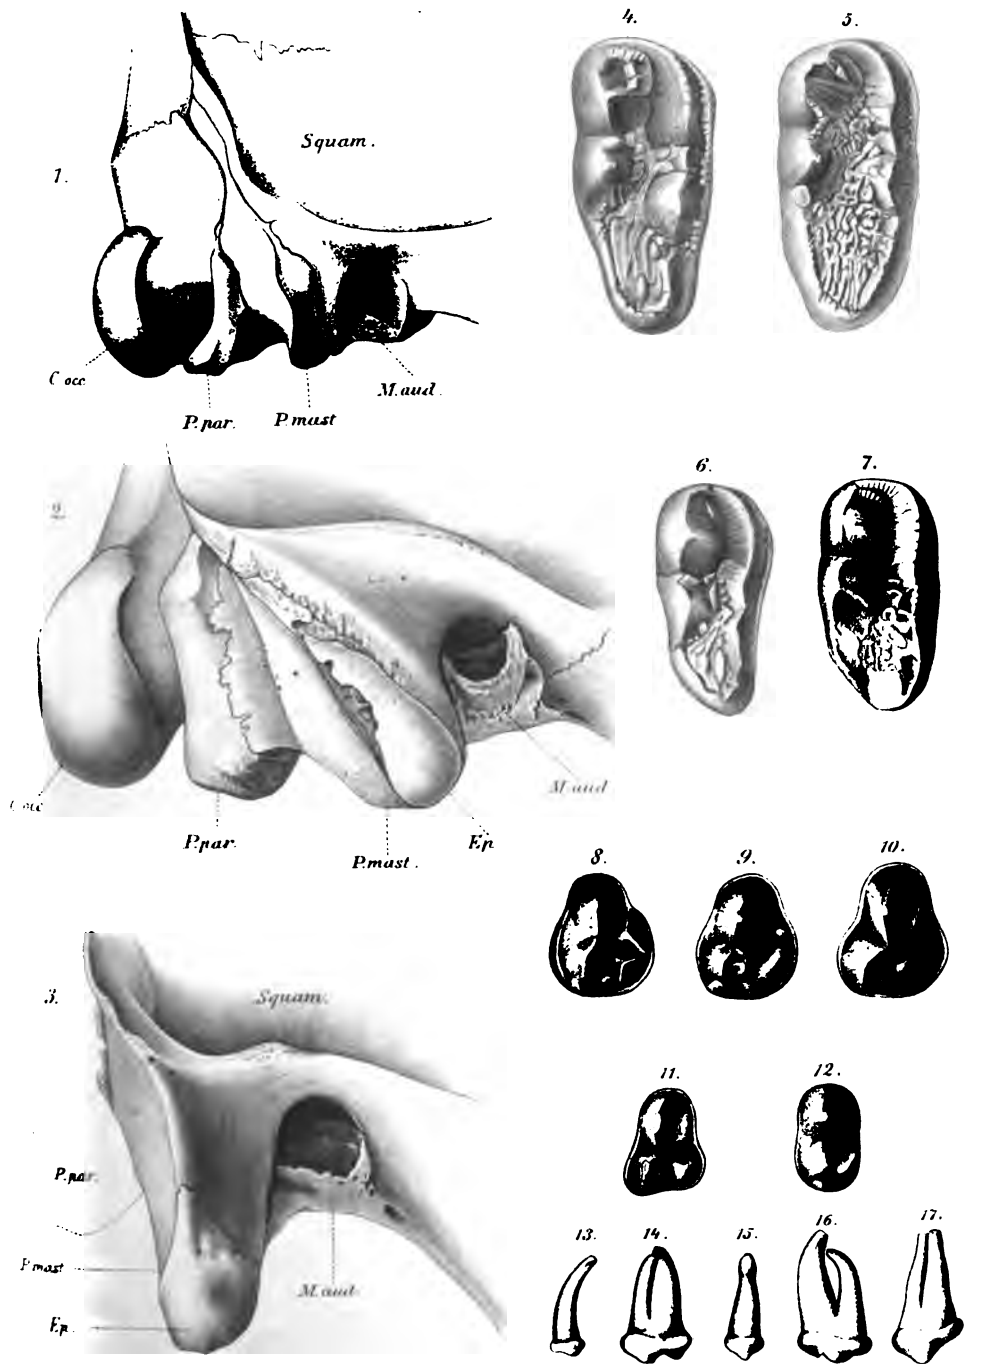 4. 5.
Squam.
1.
C occ
M. aud.
P. par. P. mast
6. 7.
2.
M. aud
P. par. Ep
P. mast.
8. 9. 10.
3. Squam.
11. 12.
P. par.
13. 14. 15. 16. 17.
P. mast
M. aud.
Ep.